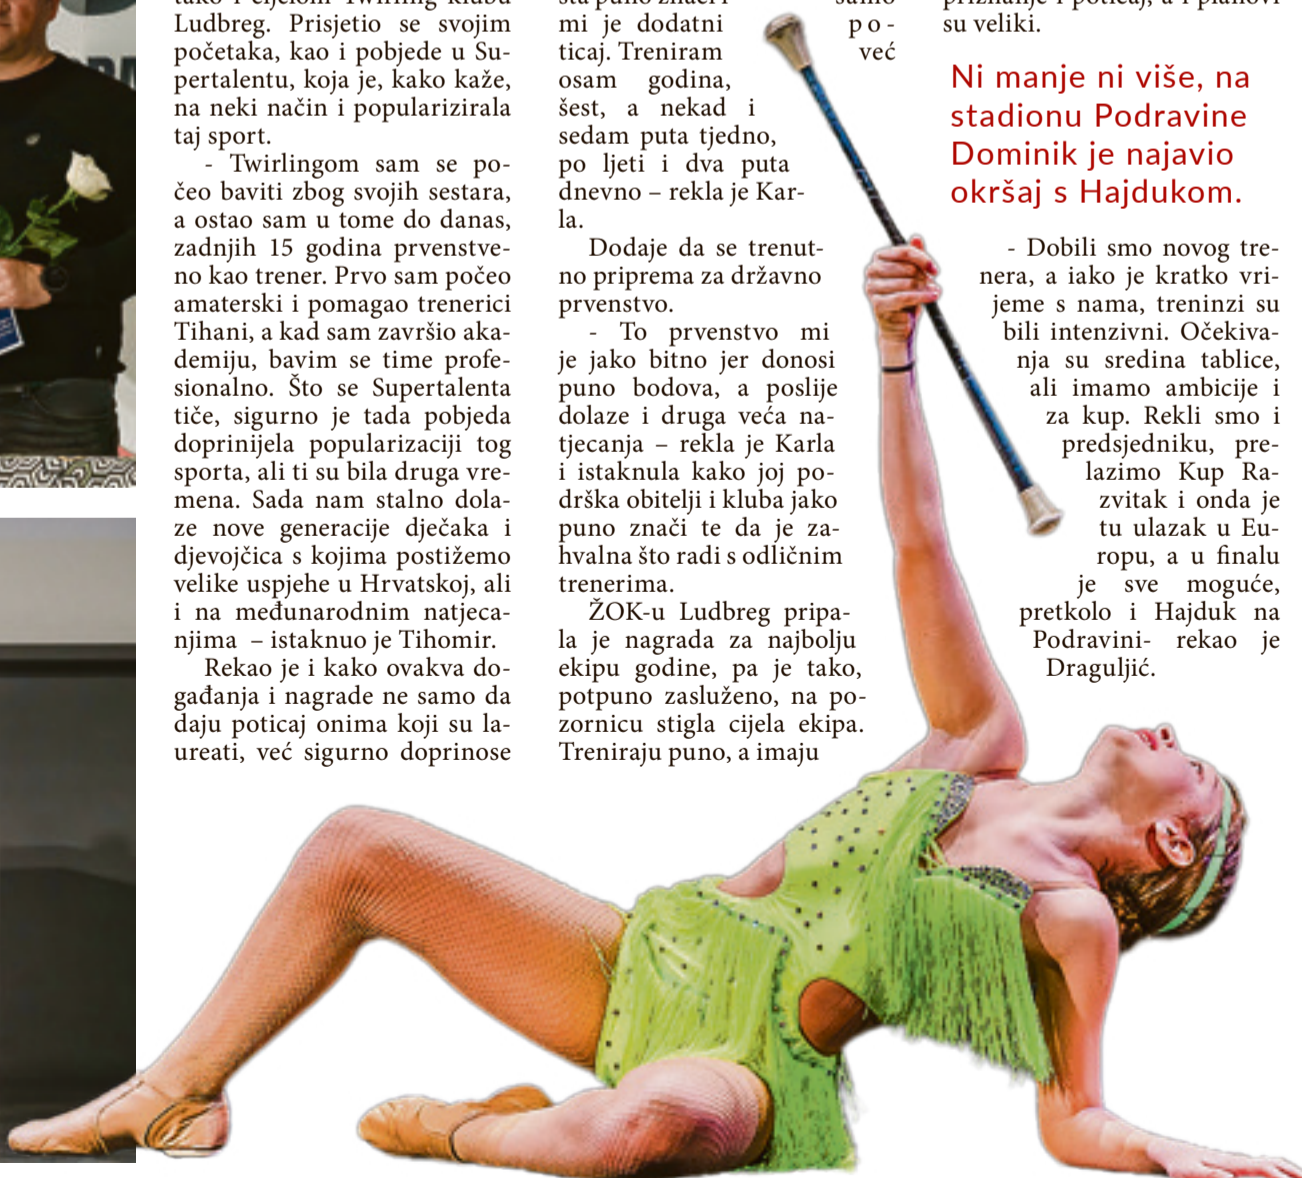 tako i cijelom Twirling klubu
Ludbreg. Prisjetio se svojim
početaka, kao i pobjede u Su-
pertalentu, koja je, kako kaže,
na neki način i popularizirala
taj sport.
- Twirlingom sam se po-
čeo baviti zbog svojih sestara,
a ostao sam u tome do danas,
zadnjih 15 godina prvenstve-
no kao trener. Prvo sam počeo
amaterski i pomagao trenerici
Tihani, a kad sam završio aka-
demiju, bavim se time profe-
sionalno. Što se Supertalenta
tiče, sigurno je tada pobjeda
doprinijela popularizaciji tog
sporta, ali ti su bila druga vre-
mena. Sada nam stalno dola-
ze nove generacije dječaka i
djevojčica s kojima postižemo
velike uspjehe u Hrvatskoj, ali
i na međunarodnim natjeca-
njima – istaknuo je Tihomir.
Rekao je i kako ovakva do-
gađanja i nagrade ne samo da
daju poticaj onima koji su la-
ureati, već sigurno doprinose
mi je dodatni
ticaj. Treniram
osam godina,
šest, a nekad i
sedam puta tjedno,
po ljeti i dva puta
dnevno – rekla je Kar-
la.
Dodaje da se trenut-
no priprema za državno
prvenstvo.
- To prvenstvo mi
je jako bitno jer donosi
puno bodova, a poslije
dolaze i druga veća na-
tjecanja – rekla je Karla
i istaknula kako joj po-
drška obitelji i kluba jako
puno znači te da je za-
hvalna što radi s odličnim
trenerima.
ŽOK-u Ludbreg pripa-
la je nagrada za najbolju
ekipu godine, pa je tako,
potpuno zasluženo, na po-
zornicu stigla cijela ekipa.
Treniraju puno, a imaju
samo
po-
već
priznanje i poticaj, a i planovi
su veliki.
Ni manje ni više, na
stadionu Podravine
Dominik je najavio
okršaj s Hajdukom.
- Dobili smo novog tre-
nera, a iako je kratko vri-
jeme s nama, treninzi su
bili intenzivni. Očekiva-
nja su sredina tablice,
ali imamo ambicije i
za kup. Rekli smo i
predsjedniku, pre-
lazimo Kup Ra-
zvitak i onda je
tu ulazak u Eu-
ropu, a u finalu
je sve moguće,
pretkolo i Hajduk na
Podravini- rekao je
Draguljić.